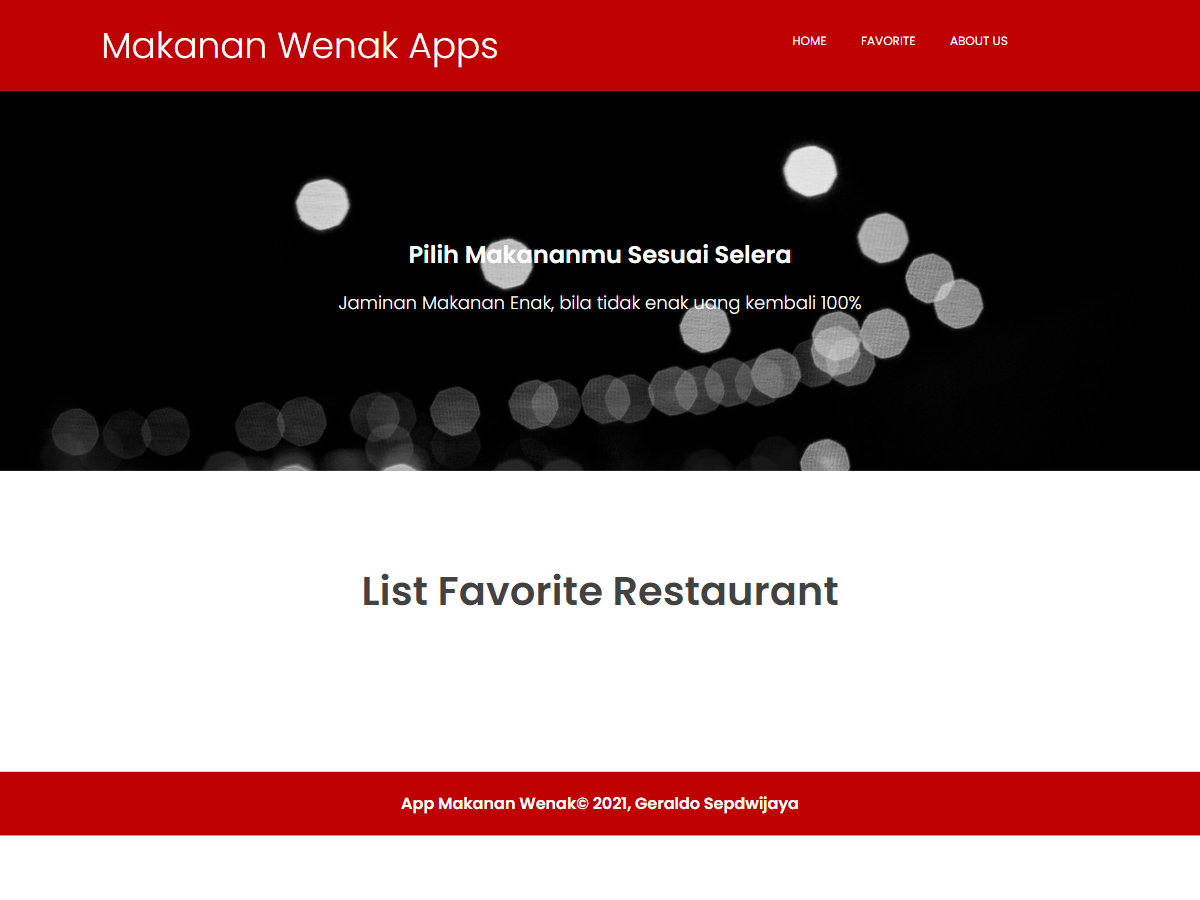 Makanan Wenak Apps
HOME FAVORITE ABOUT US
Pilih Makananmu Sesuai Selera
Jaminan Makanan Enak, bila tidak enak uang kembali 100%
List Favorite Restaurant
App Makanan Wenak© 2021, Geraldo Sepdwijaya